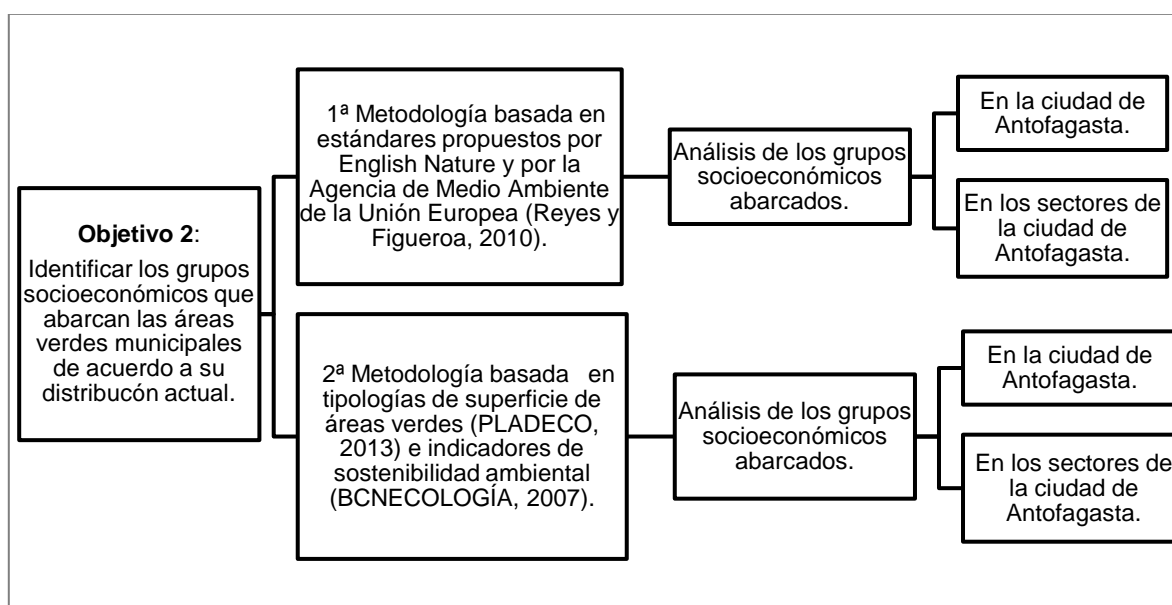 Objetivo 2:
Identificar los grupos
socioeconómicos que
abarcan las áreas
verdes municipales
de acuerdo a su
distribucón actual.
1ª Metodología basada en
estándares propuestos por
English Nature y por la
Agencia de Medio Ambiente
de la Unión Europea (Reyes y
Figueroa, 2010).
Análisis de los grupos
socioeconómicos
abarcados.
En la ciudad de
Antofagasta.
En los sectores de
la ciudad de
Antofagasta.
2ª Metodología basada en
tipologías de superficie de
áreas verdes (PLADECO,
2013) e indicadores de
sostenibilidad ambiental
(BCNECOLOGÍA, 2007).
Análisis de los grupos
socioeconómicos
abarcados.
En la ciudad de
Antofagasta.
En los sectores de
la ciudad de
Antofagasta.